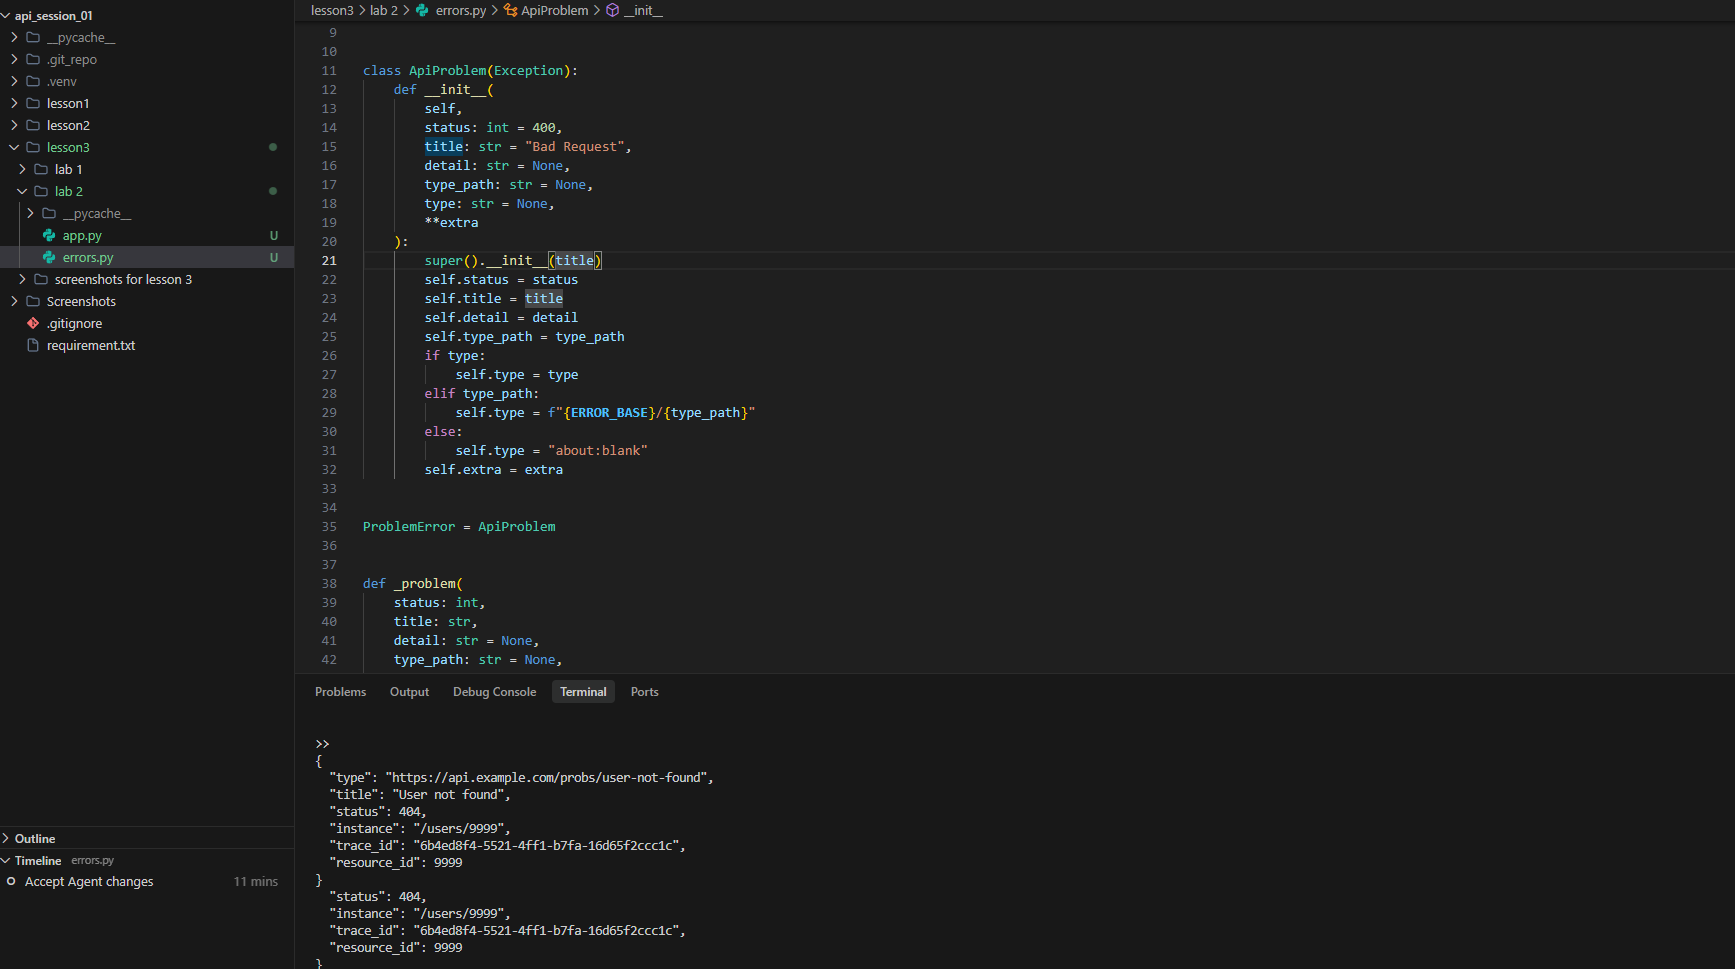 api_session_01
__pycache__
.git_repo
.venv
lesson1
lesson2
lesson3
lab 1
lab 2
__pycache__
app.py U
errors.py U
screenshots for lesson 3
Screenshots
.gitignore
requirement.txt
Outline
Timeline errors.py
Accept Agent changes 11 mins
lesson3 > lab 2 > errors.py > ApiProblem > __init__
9
10
11 class ApiProblem(Exception):
12 def __init__(
13 self,
14 status: int = 400,
15 title: str = "Bad Request",
16 detail: str = None,
17 type_path: str = None,
18 type: str = None,
19 **extra
20 ):
21 super().__init__(title)
22 self.status = status
23 self.title = title
24 self.detail = detail
25 self.type_path = type_path
26 if type:
27 self.type = type
28 elif type_path:
29 self.type = f"{ERROR_BASE}/{type_path}"
30 else:
31 self.type = "about:blank"
32 self.extra = extra
33
34
35 ProblemError = ApiProblem
36
37
38 def _problem(
39 status: int,
40 title: str,
41 detail: str = None,
42 type_path: str = None,
Problems Output Debug Console Terminal Ports
>>
{
"type": "https://api.example.com/probs/user-not-found",
"title": "User not found",
"status": 404,
"instance": "/users/9999",
"trace_id": "6b4ed8f4-5521-4ff1-b7fa-16d65f2ccc1c",
"resource_id": 9999
}
"status": 404,
"instance": "/users/9999",
"trace_id": "6b4ed8f4-5521-4ff1-b7fa-16d65f2ccc1c",
"resource_id": 9999
}